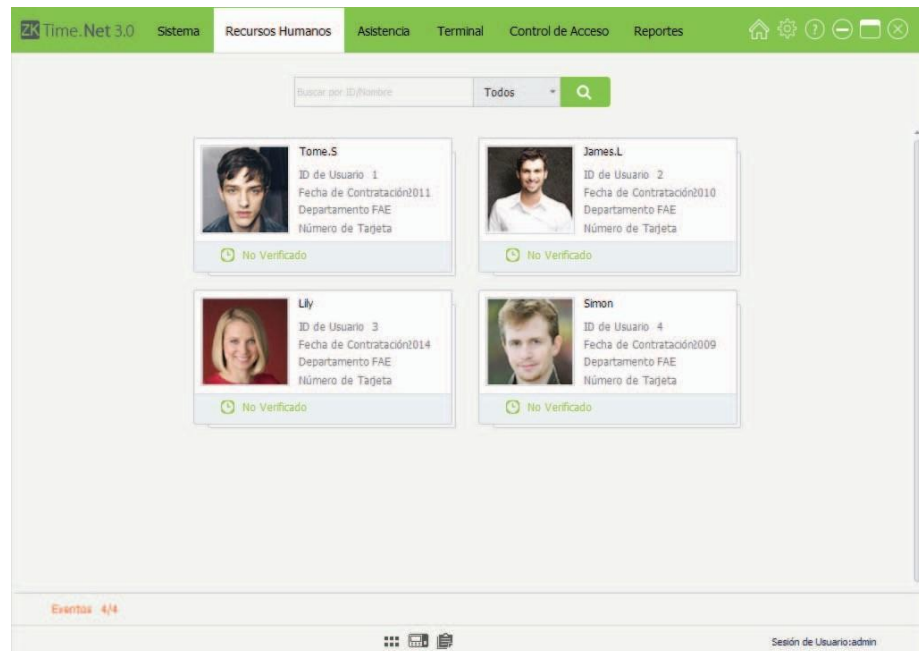 ZK Time.Net 3.0 Sistema Recursos Humanos Asistencia Terminal Control de Acceso Reportes
Buscar por ID/Nombre Todos
Tome.S
ID de Usuario 1
Fecha de Contratación2011
Departamento FAE
Número de Tarjeta
No Verificado
James.L
ID de Usuario 2
Fecha de Contratación2010
Departamento FAE
Número de Tarjeta
No Verificado
Lily
ID de Usuario 3
Fecha de Contratación2014
Departamento FAE
Número de Tarjeta
No Verificado
Simon
ID de Usuario 4
Fecha de Contratación2009
Departamento FAE
Número de Tarjeta
No Verificado
Eventos 4/4
Sesión de Usuario:admin